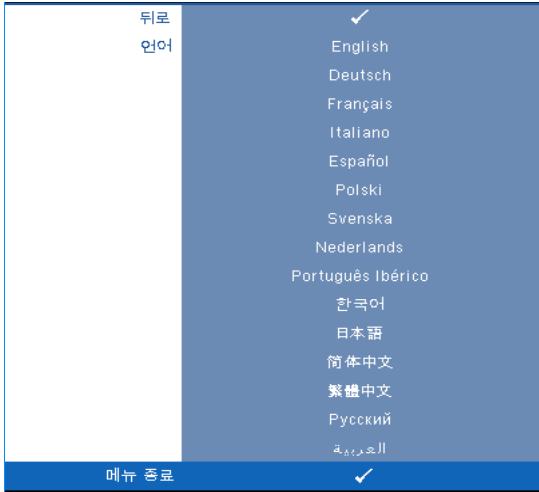 뒤로 ✓
언어 English
Deutsch
Français
Italiano
Español
Polski
Svenska
Nederlands
Português Ibérico
한국어
日本語
简体中文
繁體中文
Русский
العربية
메뉴 종료 ✓